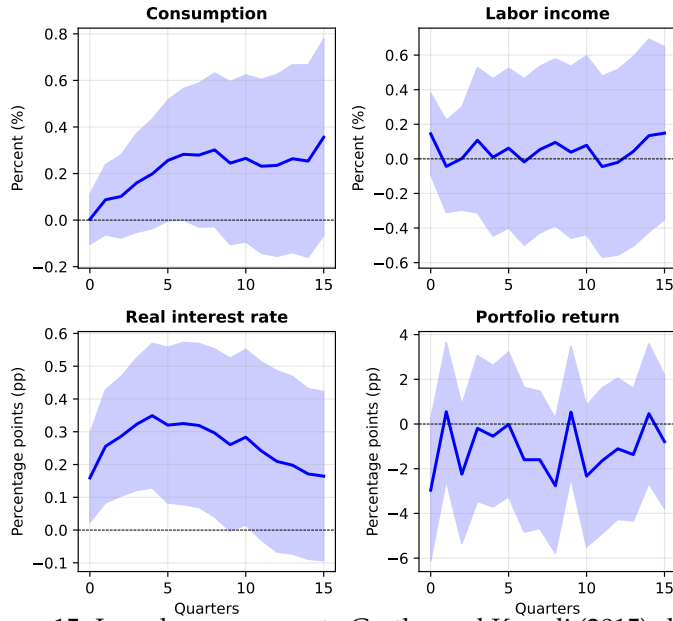 Consumption
Percent (%)
0.8
0.6
0.4
0.2
0.0
−0.2
0 5 10 15
Labor income
Percent (%)
0.6
0.4
0.2
0.0
−0.2
−0.4
−0.6
0 5 10 15
Real interest rate
Percentage points (pp)
0.6
0.5
0.4
0.3
0.2
0.1
0.0
−0.1
0 5 10 15
Quarters
Portfolio return
Percentage points (pp)
4
2
0
−2
−4
−6
0 5 10 15
Quarters
15: (2015)